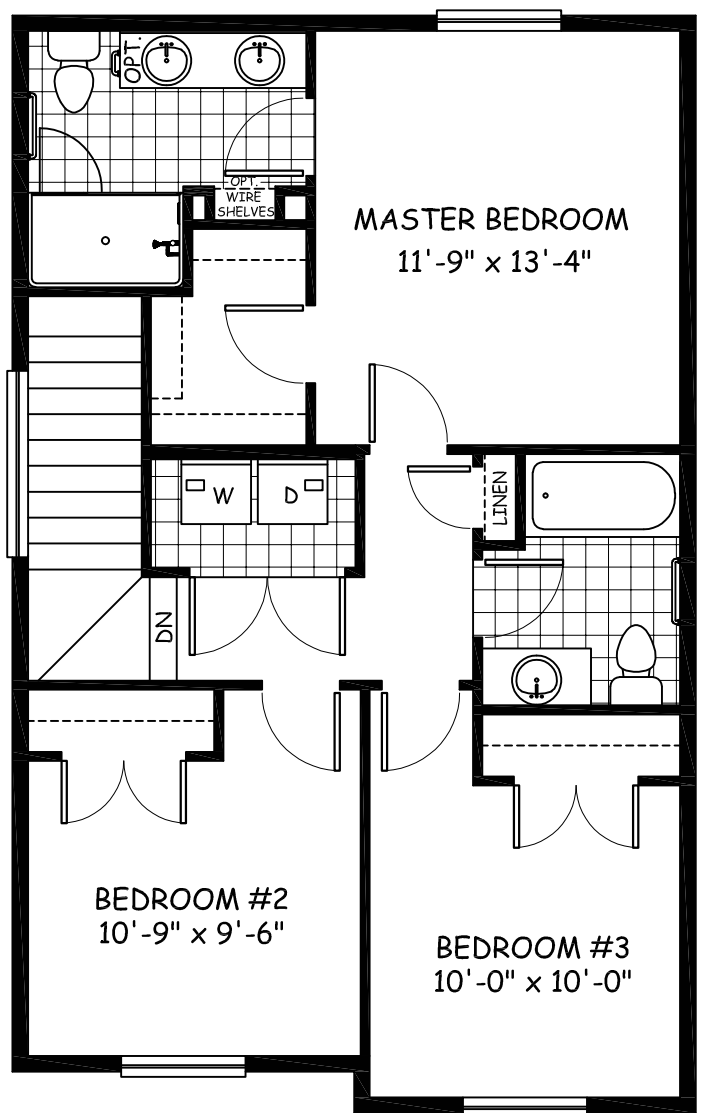 OPT.
OPT.
WIRE
SHELVES
MASTER BEDROOM
11'-9" x 13'-4"
W
D
LINEN
DN
BEDROOM #2
10'-9" x 9'-6"
BEDROOM #3
10'-0" x 10'-0"